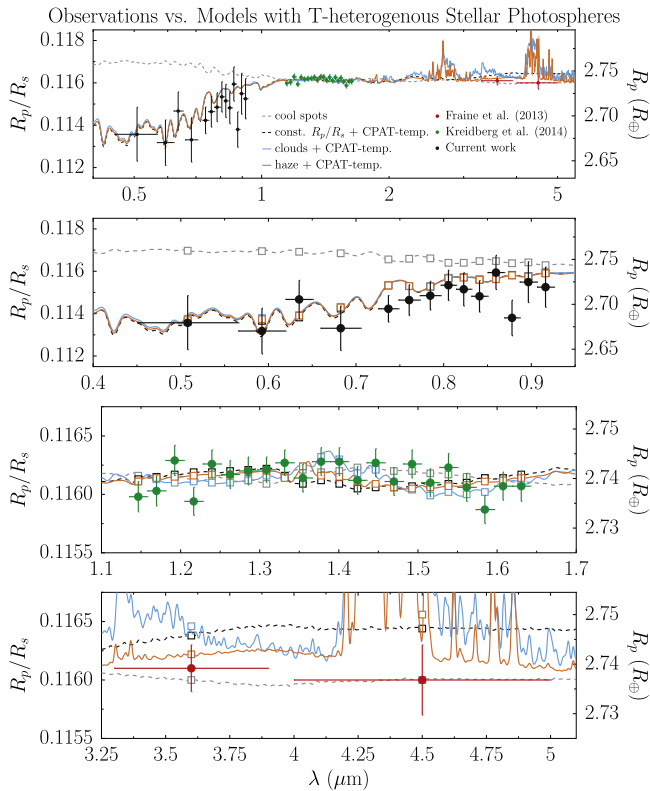 Observations vs. Models with T-heterogenous Stellar Photospheres
0.118
0.116
0.114
0.112
R_p/R_s
2.75
2.70
2.65
R_p (R_⊕)
cool spots
const. R_p/R_s + CPAT-temp.
clouds + CPAT-temp.
haze + CPAT-temp.
Fraine et al. (2013)
Kreidberg et al. (2014)
Current work
0.5 1 2 5
0.118
0.116
0.114
0.112
R_p/R_s
2.75
2.70
2.65
R_p (R_⊕)
0.4 0.5 0.6 0.7 0.8 0.9
0.1165
0.1160
0.1155
R_p/R_s
2.75
2.74
2.73
R_p (R_⊕)
1.1 1.2 1.3 1.4 1.5 1.6 1.7
0.1165
0.1160
0.1155
R_p/R_s
2.75
2.74
2.73
R_p (R_⊕)
3.25 3.5 3.75 4 4.25 4.5 4.75 5
λ (μm)